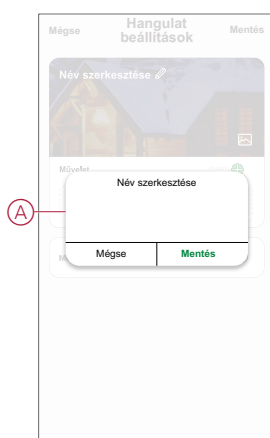 Mégse
Hangulat
beállítások
Mentés
Név szerkesztése
Művelet
Név szerkesztése
A
Mégse
Mentés